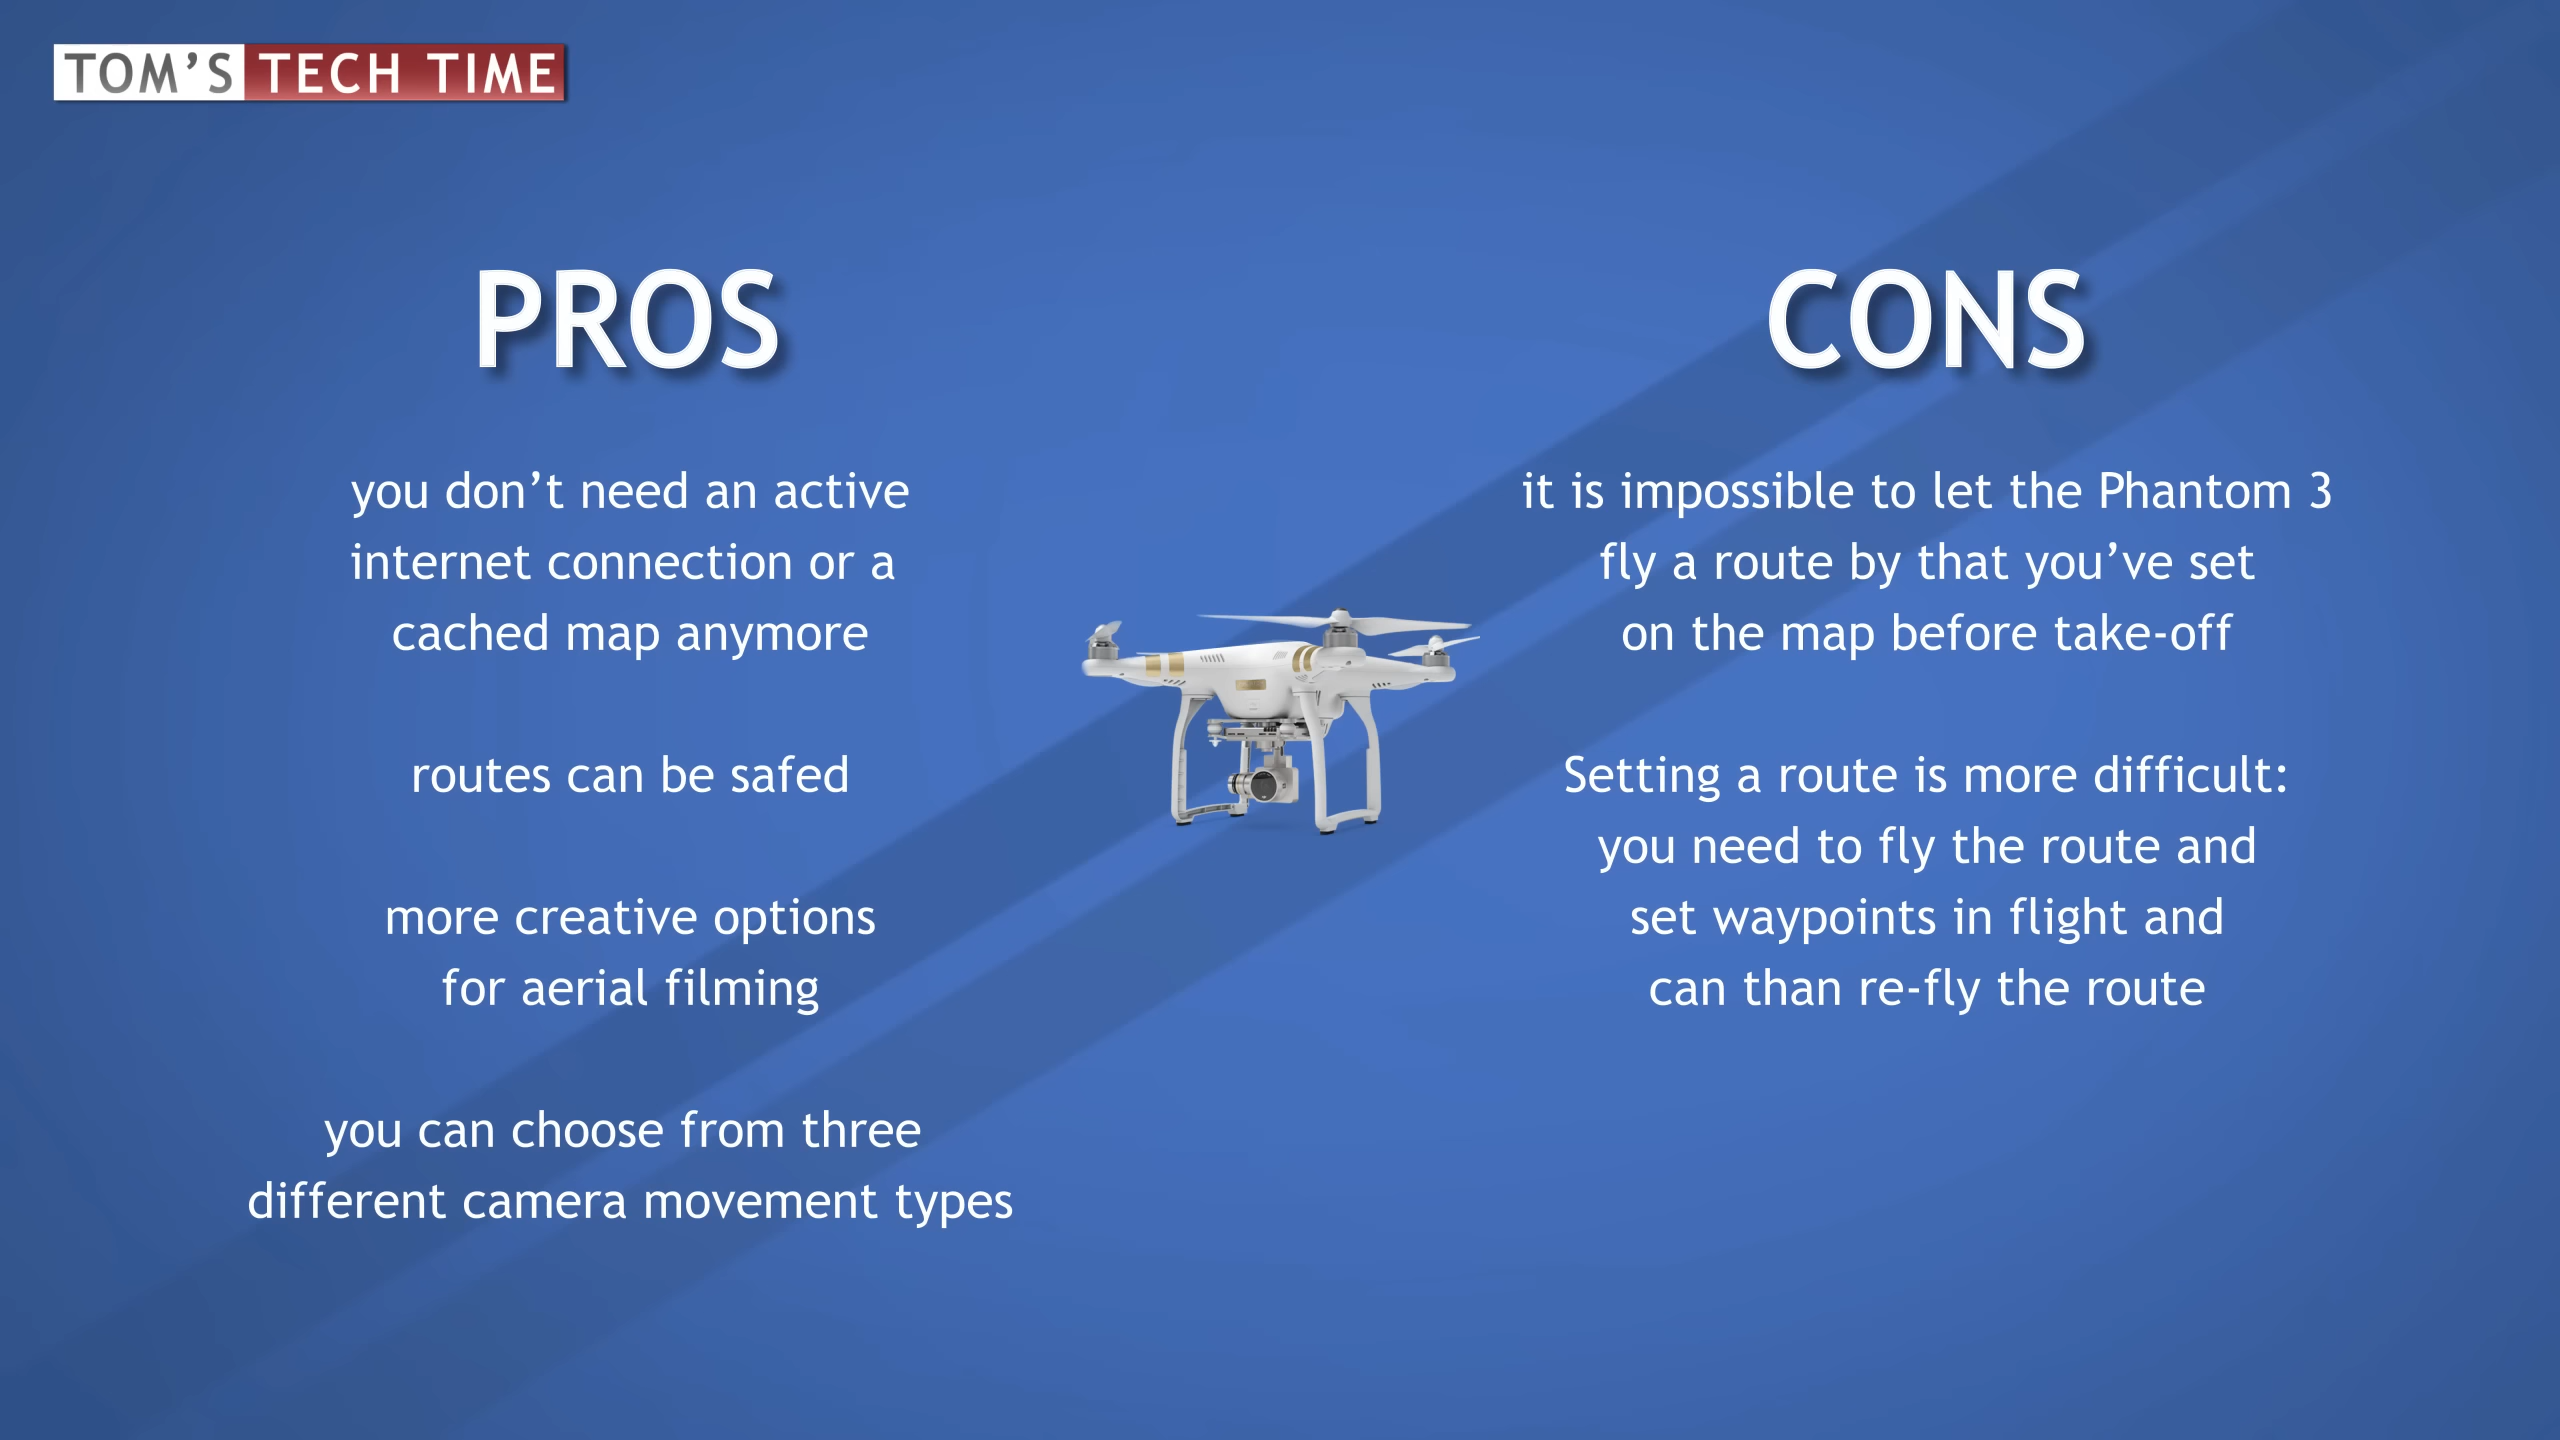 TOM’S TECH TIME
PROS
you don’t need an active
internet connection or a
cached map anymore
routes can be safed
more creative options
for aerial filming
you can choose from three
different camera movement types
CONS
it is impossible to let the Phantom 3
fly a route by that you’ve set
on the map before take-off
Setting a route is more difficult:
you need to fly the route and
set waypoints in flight and
can than re-fly the route